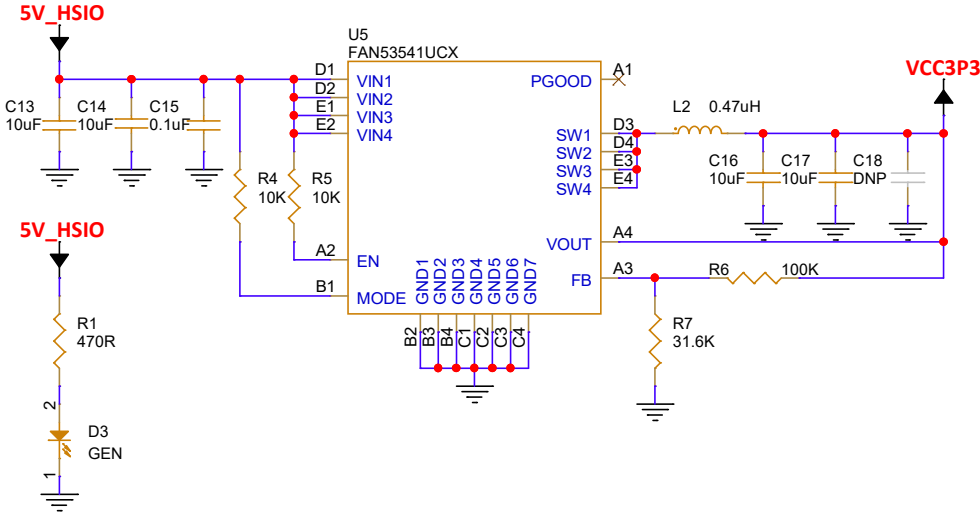 5V_HSIO
U5
FAN53541UCX
VCC3P3
D1 VIN1
D2 VIN2
E1 VIN3
E2 VIN4
PGOOD A1
C13
10uF
C14
10uF
C15
0.1uF
L2 0.47uH
SW1 D3
SW2 D4
SW3 E3
SW4 E4
C16
10uF
C17
10uF
C18
DNP
R4
10K
R5
10K
5V_HSIO
VOUT A4
A2 EN
FB A3
R6 100K
B1 MODE
GND1
GND2
GND3
GND4
GND5
GND6
GND7
B2
B3
B4
C1
C2
C3
C4
R1
470R
R7
31.6K
2
D3
GEN
1